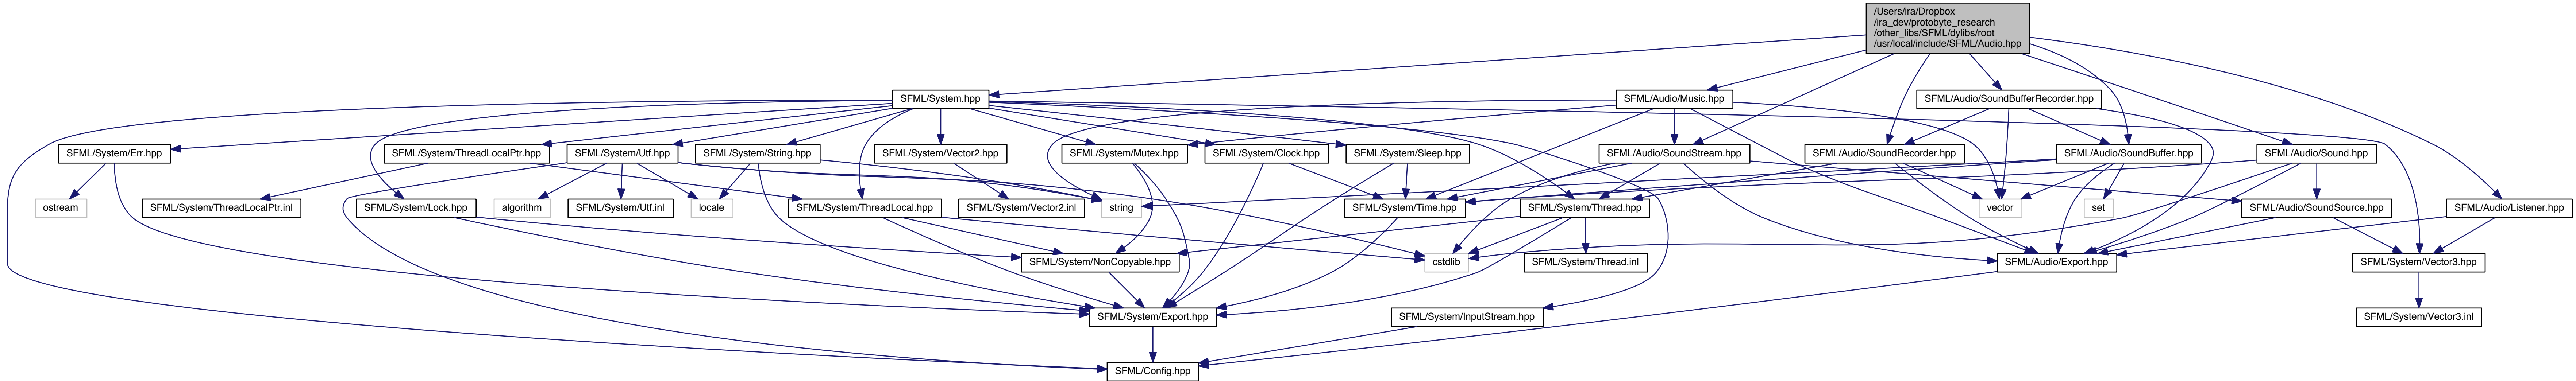 /Users/ira/Dropbox
/ira_dev/protobyte_research
/other_libs/SFML/dylibs/root
/usr/local/include/SFML/Audio.hpp
SFML/System.hpp
SFML/Audio/Music.hpp
SFML/Audio/SoundBufferRecorder.hpp
SFML/System/Err.hpp
SFML/System/ThreadLocalPtr.hpp
SFML/System/Utf.hpp
SFML/System/String.hpp
SFML/System/Vector2.hpp
SFML/System/Mutex.hpp
SFML/System/Clock.hpp
SFML/System/Sleep.hpp
SFML/Audio/SoundStream.hpp
SFML/Audio/SoundRecorder.hpp
SFML/Audio/SoundBuffer.hpp
SFML/Audio/Sound.hpp
ostream
SFML/System/ThreadLocalPtr.inl
SFML/System/Lock.hpp
algorithm
SFML/System/Utf.inl
locale
SFML/System/ThreadLocal.hpp
SFML/System/Vector2.inl
string
SFML/System/Time.hpp
SFML/System/Thread.hpp
vector
set
SFML/Audio/SoundSource.hpp
SFML/Audio/Listener.hpp
SFML/System/NonCopyable.hpp
cstdlib
SFML/System/Thread.inl
SFML/Audio/Export.hpp
SFML/System/Vector3.hpp
SFML/System/Export.hpp
SFML/System/InputStream.hpp
SFML/System/Vector3.inl
SFML/Config.hpp